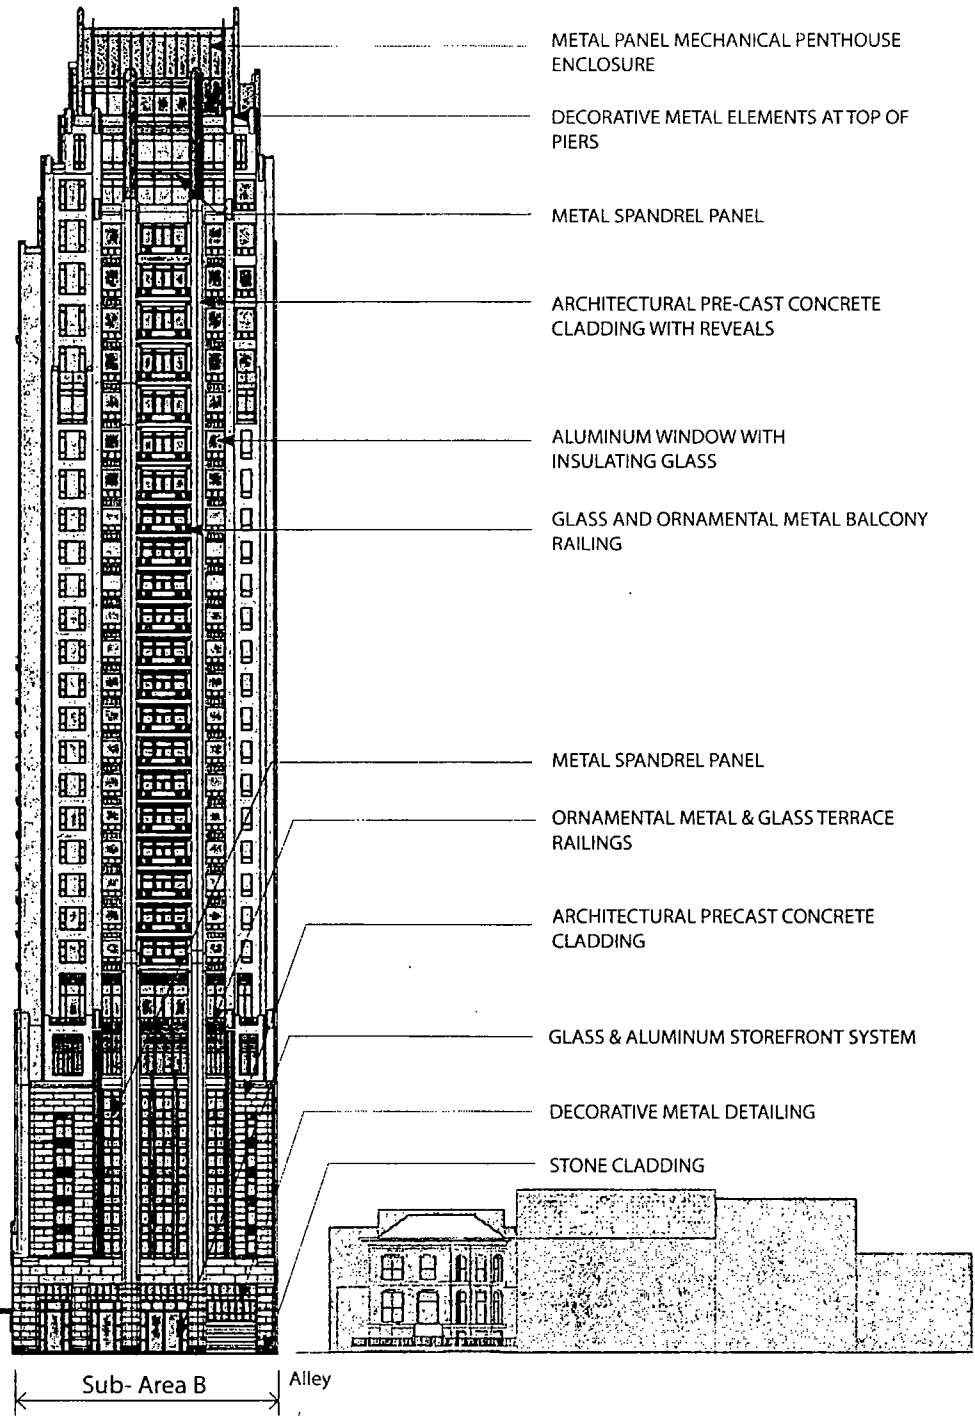 METAL PANEL MECHANICAL PENTHOUSE
ENCLOSURE
DECORATIVE METAL ELEMENTS AT TOP OF
PIERS
METAL SPANDREL PANEL
ARCHITECTURAL PRE-CAST CONCRETE
CLADDING WITH REVEALS
ALUMINUM WINDOW WITH
INSULATING GLASS
GLASS AND ORNAMENTAL METAL BALCONY
RAILING
METAL SPANDREL PANEL
ORNAMENTAL METAL & GLASS TERRACE
RAILINGS
ARCHITECTURAL PRECAST CONCRETE
CLADDING
GLASS & ALUMINUM STOREFRONT SYSTEM
DECORATIVE METAL DETAILING
STONE CLADDING
Sub- Area B
Alley